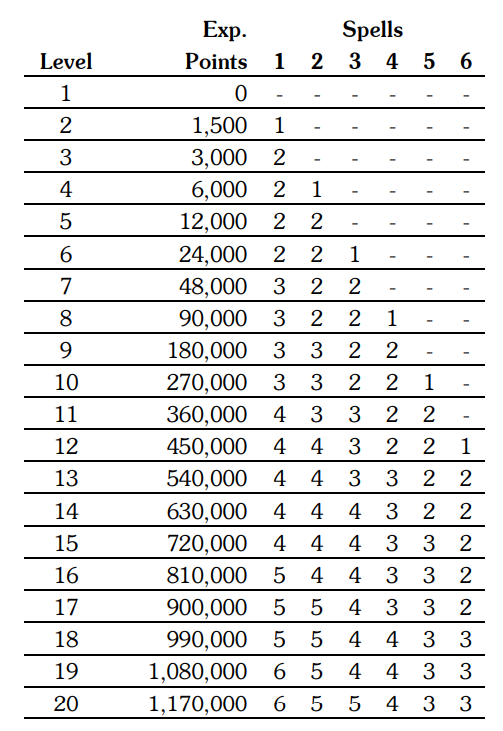 Exp. Spells
Level Points 1 2 3 4 5 6
1 0 - - - - - -
2 1,500 1 - - - - -
3 3,000 2 - - - - -
4 6,000 2 1 - - - -
5 12,000 2 2 - - - -
6 24,000 2 2 1 - - -
7 48,000 3 2 2 - - -
8 90,000 3 2 2 1 - -
9 180,000 3 3 2 2 - -
10 270,000 3 3 2 2 1 -
11 360,000 4 3 3 2 2 -
12 450,000 4 4 3 2 2 1
13 540,000 4 4 3 3 2 2
14 630,000 4 4 4 3 2 2
15 720,000 4 4 4 3 3 2
16 810,000 5 4 4 3 3 2
17 900,000 5 5 4 3 3 2
18 990,000 5 5 4 4 3 3
19 1,080,000 6 5 4 4 3 3
20 1,170,000 6 5 5 4 3 3